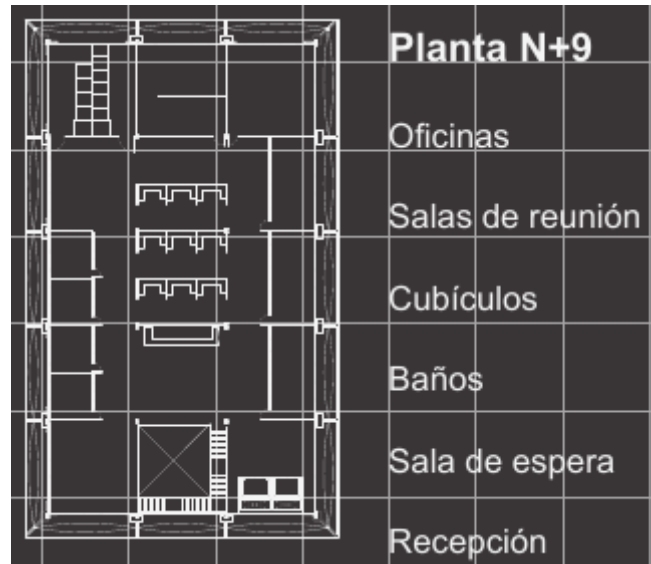 Planta N+9
Oficinas
Salas de reunión
Cubículos
Baños
Sala de espera
Recepción